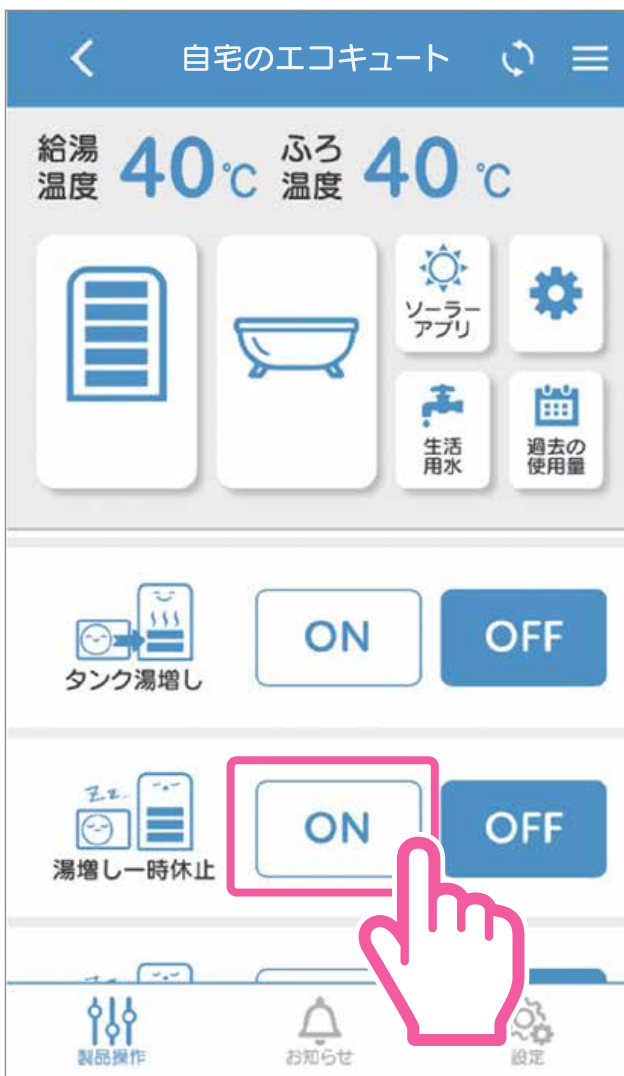 自宅のエコキュート
給湯
温度 40℃ ふろ
温度 40℃
ソーラー
アプリ
生活
用水
過去の
使用量
タンク湯増し
ON
OFF
Zz..
湯増し一時休止
ON
OFF
製品操作
お知らせ
設定